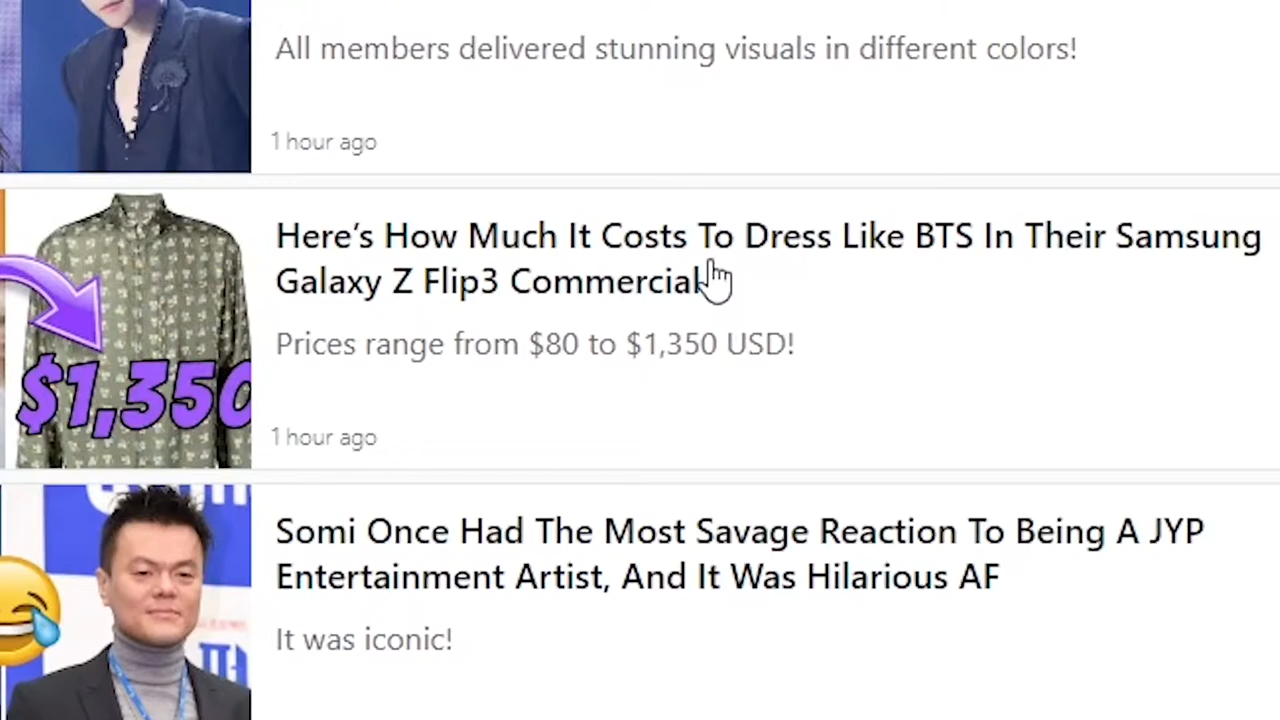 All members delivered stunning visuals in different colors!
1 hour ago
Here’s How Much It Costs To Dress Like BTS In Their Samsung
Galaxy Z Flip3 Commercial
Prices range from $80 to $1,350 USD!
$1,350
1 hour ago
Somi Once Had The Most Savage Reaction To Being A JYP
Entertainment Artist, And It Was Hilarious AF
It was iconic!